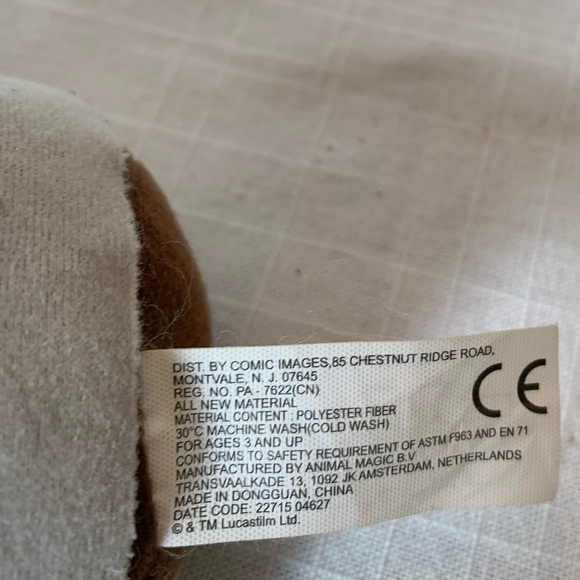 DIST. BY COMIC IMAGES,85 CHESTNUT RIDGE ROAD,
MONTVALE, N. J. 07645
REG. NO. PA - 7622(CN)
ALL NEW MATERIAL
MATERIAL CONTENT : POLYESTER FIBER
30°C MACHINE WASH(COLD WASH)
FOR AGES 3 AND UP
CONFORMS TO SAFETY REQUIREMENT OF ASTM F963 AND EN 71
MANUFACTURED BY ANIMAL MAGIC B.V
TRANSVAALKADE 13, 1092 JK AMSTERDAM, NETHERLANDS
MADE IN DONGGUAN, CHINA
DATE CODE: 22715 04627
© & TM Lucasfilm Ltd.
CE